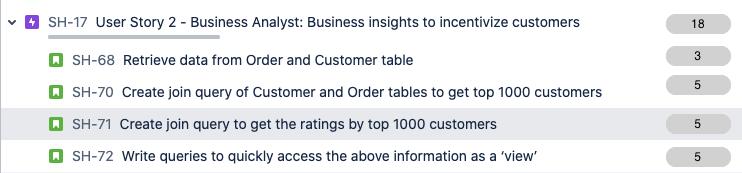 SH-17 User Story 2 - Business Analyst: Business insights to incentivize customers 18
SH-68 Retrieve data from Order and Customer table 3
SH-70 Create join query of Customer and Order tables to get top 1000 customers 5
SH-71 Create join query to get the ratings by top 1000 customers 5
SH-72 Write queries to quickly access the above information as a ‘view’ 5